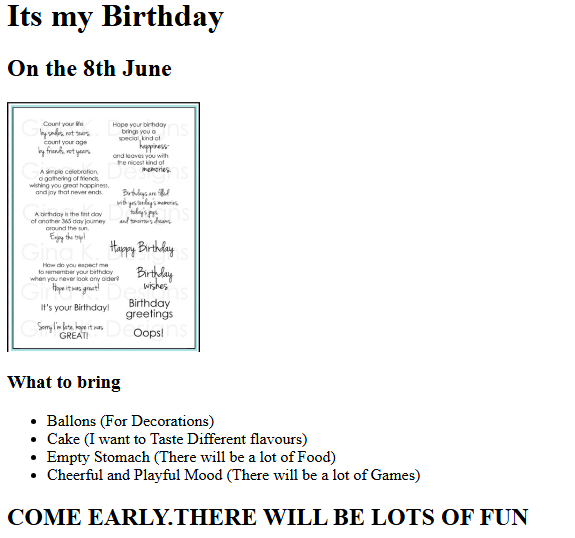 Its my Birthday
On the 8th June
Count your life
by smiles, not tears.
count your age
by friends, not years.
A simple celebration,
a gathering of friends,
wishing you great happiness,
and joy that never ends.
A birthday is the first day
of another 365 day journey
around the sun.
Enjoy the trip!
How do you expect me
to remember your birthday
when you never look any older?
Hope it was great!
It's your Birthday!
Sorry I'm late, hope it was
GREAT!
Hope your birthday
brings you a
special kind of
happiness
and leaves you with
the nicest kind of
memories.
Birthdays are filled
with yesterday's memories,
today's joys,
and tomorrow's dreams.
Happy Birthday
Birthday
wishes
Birthday
greetings
Oops!
Gina K. Designs
What to bring
• Ballons (For Decorations)
• Cake (I want to Taste Different flavours)
• Empty Stomach (There will be a lot of Food)
• Cheerful and Playful Mood (There will be a lot of Games)
COME EARLY.THERE WILL BE LOTS OF FUN